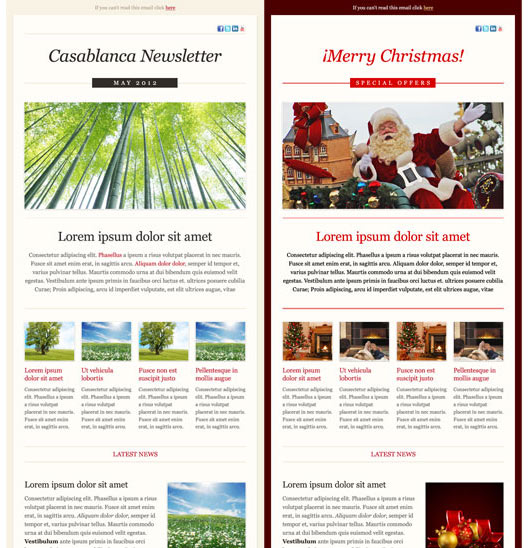 If you can't read this email click here
Casablanca Newsletter
MAY 2012
Lorem ipsum dolor sit amet
Consectetur adipiscing elit. Phasellus a risus volutpat placerat in nec mauris.
Fusce sit amet enim erat, in sagittis arcu. Aliquam dolor dolor, semper id tempor et,
varius pulvinar tellus. Maurtis commodo urna at dui bibendum quis euismod velit
egestas. Vestibulum ante ipsum primis in faucibus orci luctus et. ultrices posuere cubilia
Curae; Proin adipiscing, arcu id imperdiet vulputate, est elit ultrices augue, vitae
Lorem ipsum
dolor sit amet
Consectetur adipiscing
elit. Phasellus a ipsum
a risus volutpat
placerat in nec mauris.
Fusce sit amet enim
erat, in sagittis arcu.
Ut vehicula
lobortis
Consectetur adipiscing
elit. Phasellus a ipsum
a risus volutpat
placerat in nec mauris.
Fusce sit amet enim
erat, in sagittis arcu.
Fusce non est
suscipit justo
Consectetur adipiscing
elit. Phasellus a ipsum
a risus volutpat
placerat in nec mauris.
Fusce sit amet enim
erat, in sagittis arcu.
Pellentesque in
mollis augue
Consectetur adipiscing
elit. Phasellus a ipsum
a risus volutpat
placerat in nec mauris.
Fusce sit amet enim
erat, in sagittis arcu.
LATEST NEWS
Lorem ipsum dolor sit amet
Consectetur adipiscing elit. Phasellus a ipsum
a risus volutpat placerat in nec mauris. Fusce
sit amet enim erat, in sagittis arcu.
Aliquam dolor dolor, semper id
tempor et, varius pulvinar tellus. Maurtis
commodo urna at dui bibendum quis
euismod velit egestas.
Vestibulum ante ipsum primis in faucibus orci
If you can't read this email click here
¡Merry Christmas!
SPECIAL OFFERS
Lorem ipsum dolor sit amet
Consectetur adipiscing elit. Phasellus a risus volutpat placerat in nec mauris.
Fusce sit amet enim erat, in sagittis arcu. Aliquam dolor dolor, semper id tempor et,
varius pulvinar tellus. Maurtis commodo urna at dui bibendum quis euismod velit
egestas. Vestibulum ante ipsum primis in faucibus orci luctus et. ultrices posuere cubilia
Curae; Proin adipiscing, arcu id imperdiet vulputate, est elit ultrices augue, vitae
Lorem ipsum
dolor sit amet
Consectetur adipiscing
elit. Phasellus a ipsum
a risus volutpat
placerat in nec mauris.
Fusce sit amet enim
erat, in sagittis arcu.
Ut vehicula
lobortis
Consectetur adipiscing
elit. Phasellus a ipsum
a risus volutpat
placerat in nec mauris.
Fusce sit amet enim
erat, in sagittis arcu.
Fusce non est
suscipit justo
Consectetur adipiscing
elit. Phasellus a ipsum
a risus volutpat
placerat in nec mauris.
Fusce sit amet enim
erat, in sagittis arcu.
Pellentesque in
mollis augue
Consectetur adipiscing
elit. Phasellus a ipsum
a risus volutpat
placerat in nec mauris.
Fusce sit amet enim
erat, in sagittis arcu.
LATEST NEWS
Lorem ipsum dolor sit amet
Consectetur adipiscing elit. Phasellus a ipsum
a risus volutpat placerat in nec mauris. Fusce
sit amet enim erat, in sagittis arcu.
Aliquam dolor dolor, semper id
tempor et, varius pulvinar tellus. Maurtis
commodo urna at dui bibendum quis
euismod velit egestas.
Vestibulum ante ipsum primis in faucibus orci